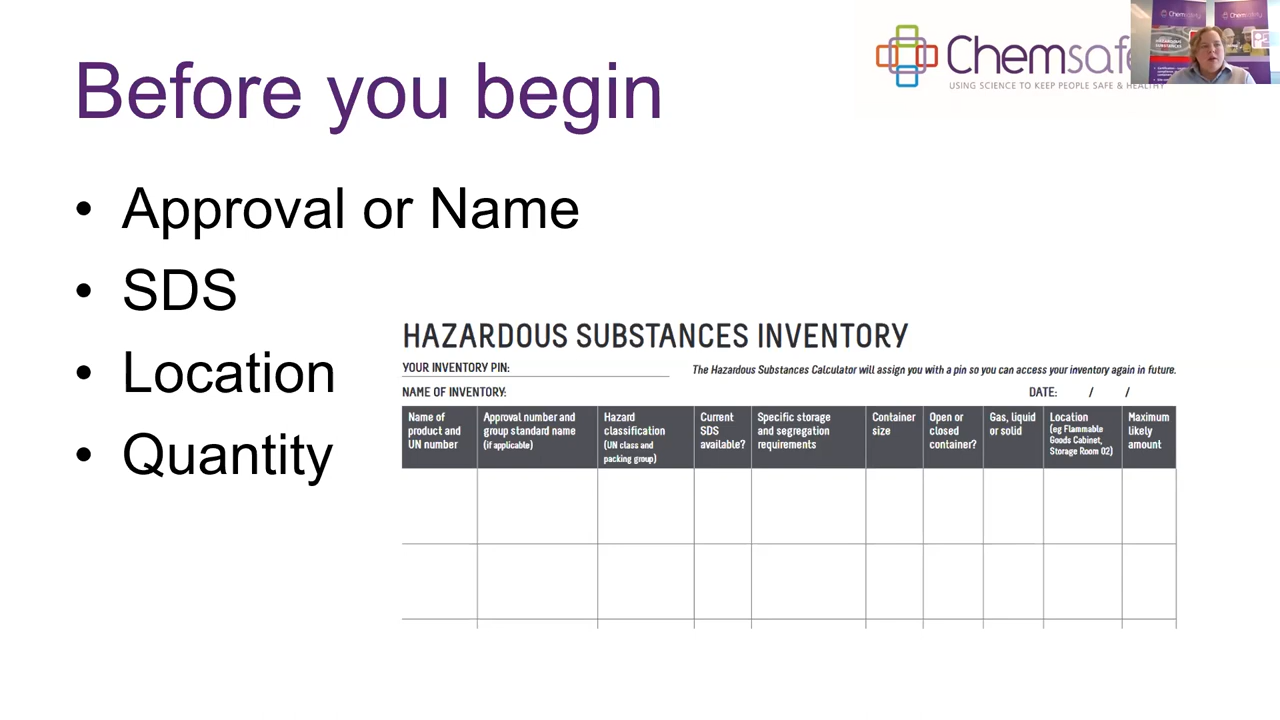 Before you begin
Chemsafe
USING SCIENCE TO KEEP PEOPLE SAFE & HEALTHY
Chemsafety
Chemsafety
HAZARDOUS
SUBSTANCES
• Approval or Name
• SDS
• Location
• Quantity
HAZARDOUS SUBSTANCES INVENTORY
YOUR INVENTORY PIN:
The Hazardous Substances Calculator will assign you with a pin so you can access your inventory again in future.
NAME OF INVENTORY:
DATE: / /
Name of
product and
UN number
Approval number and
group standard name
(if applicable)
Hazard
classification
(UN class and
packing group)
Current
SDS
available?
Specific storage
and segregation
requirements
Container
size
Open or
closed
container?
Gas, liquid
or solid
Location
(eg Flammable
Goods Cabinet,
Storage Room 02)
Maximum
likely
amount